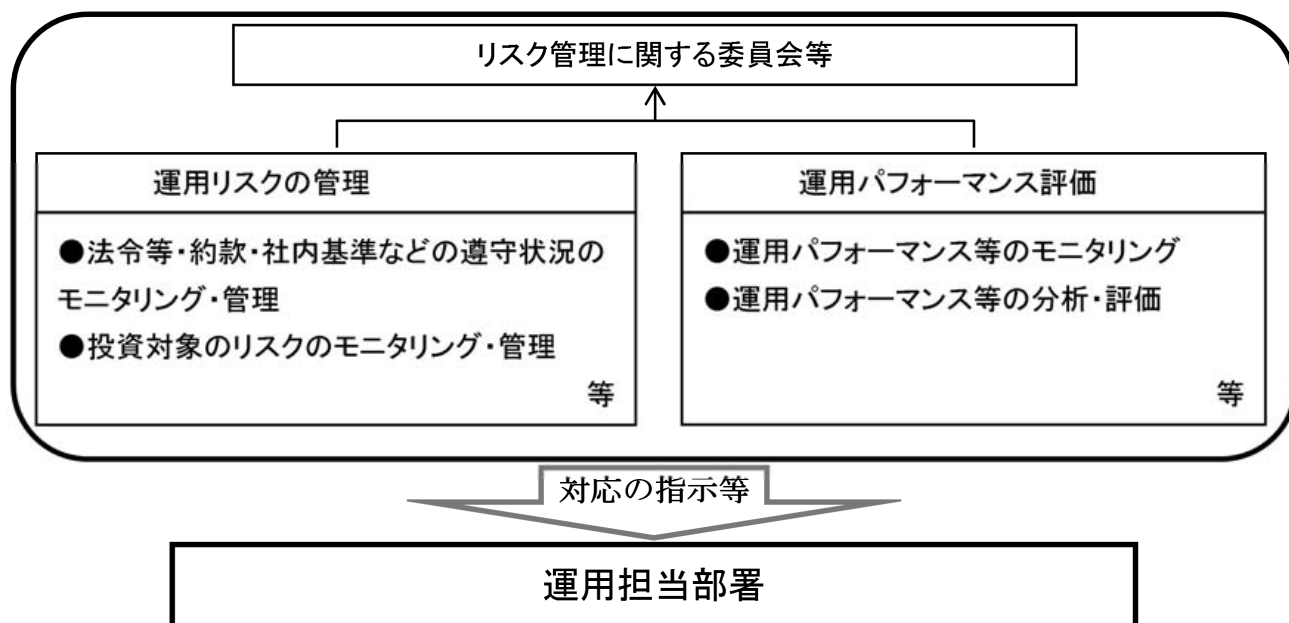 リスク管理に関する委員会等
運用リスクの管理
●法令等・約款・社内基準などの遵守状況の
モニタリング・管理
●投資対象のリスクのモニタリング・管理
等
運用パフォーマンス評価
●運用パフォーマンス等のモニタリング
●運用パフォーマンス等の分析・評価
等
対応の指示等
運用担当部署